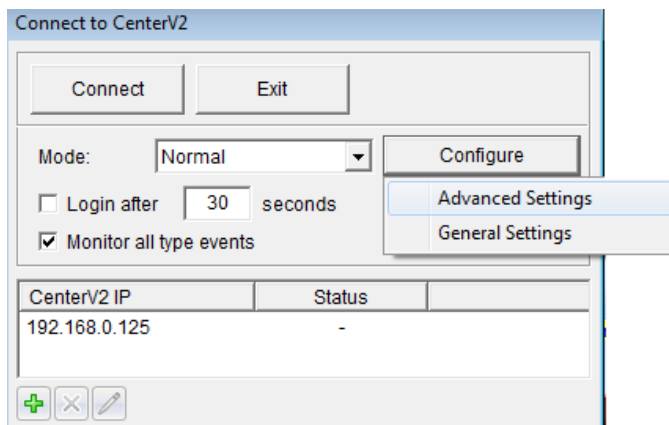 Connect to CenterV2
Connect Exit
Mode: Normal Configure
Login after 30 seconds
Monitor all type events
Advanced Settings
General Settings
CenterV2 IP Status
192.168.0.125 -